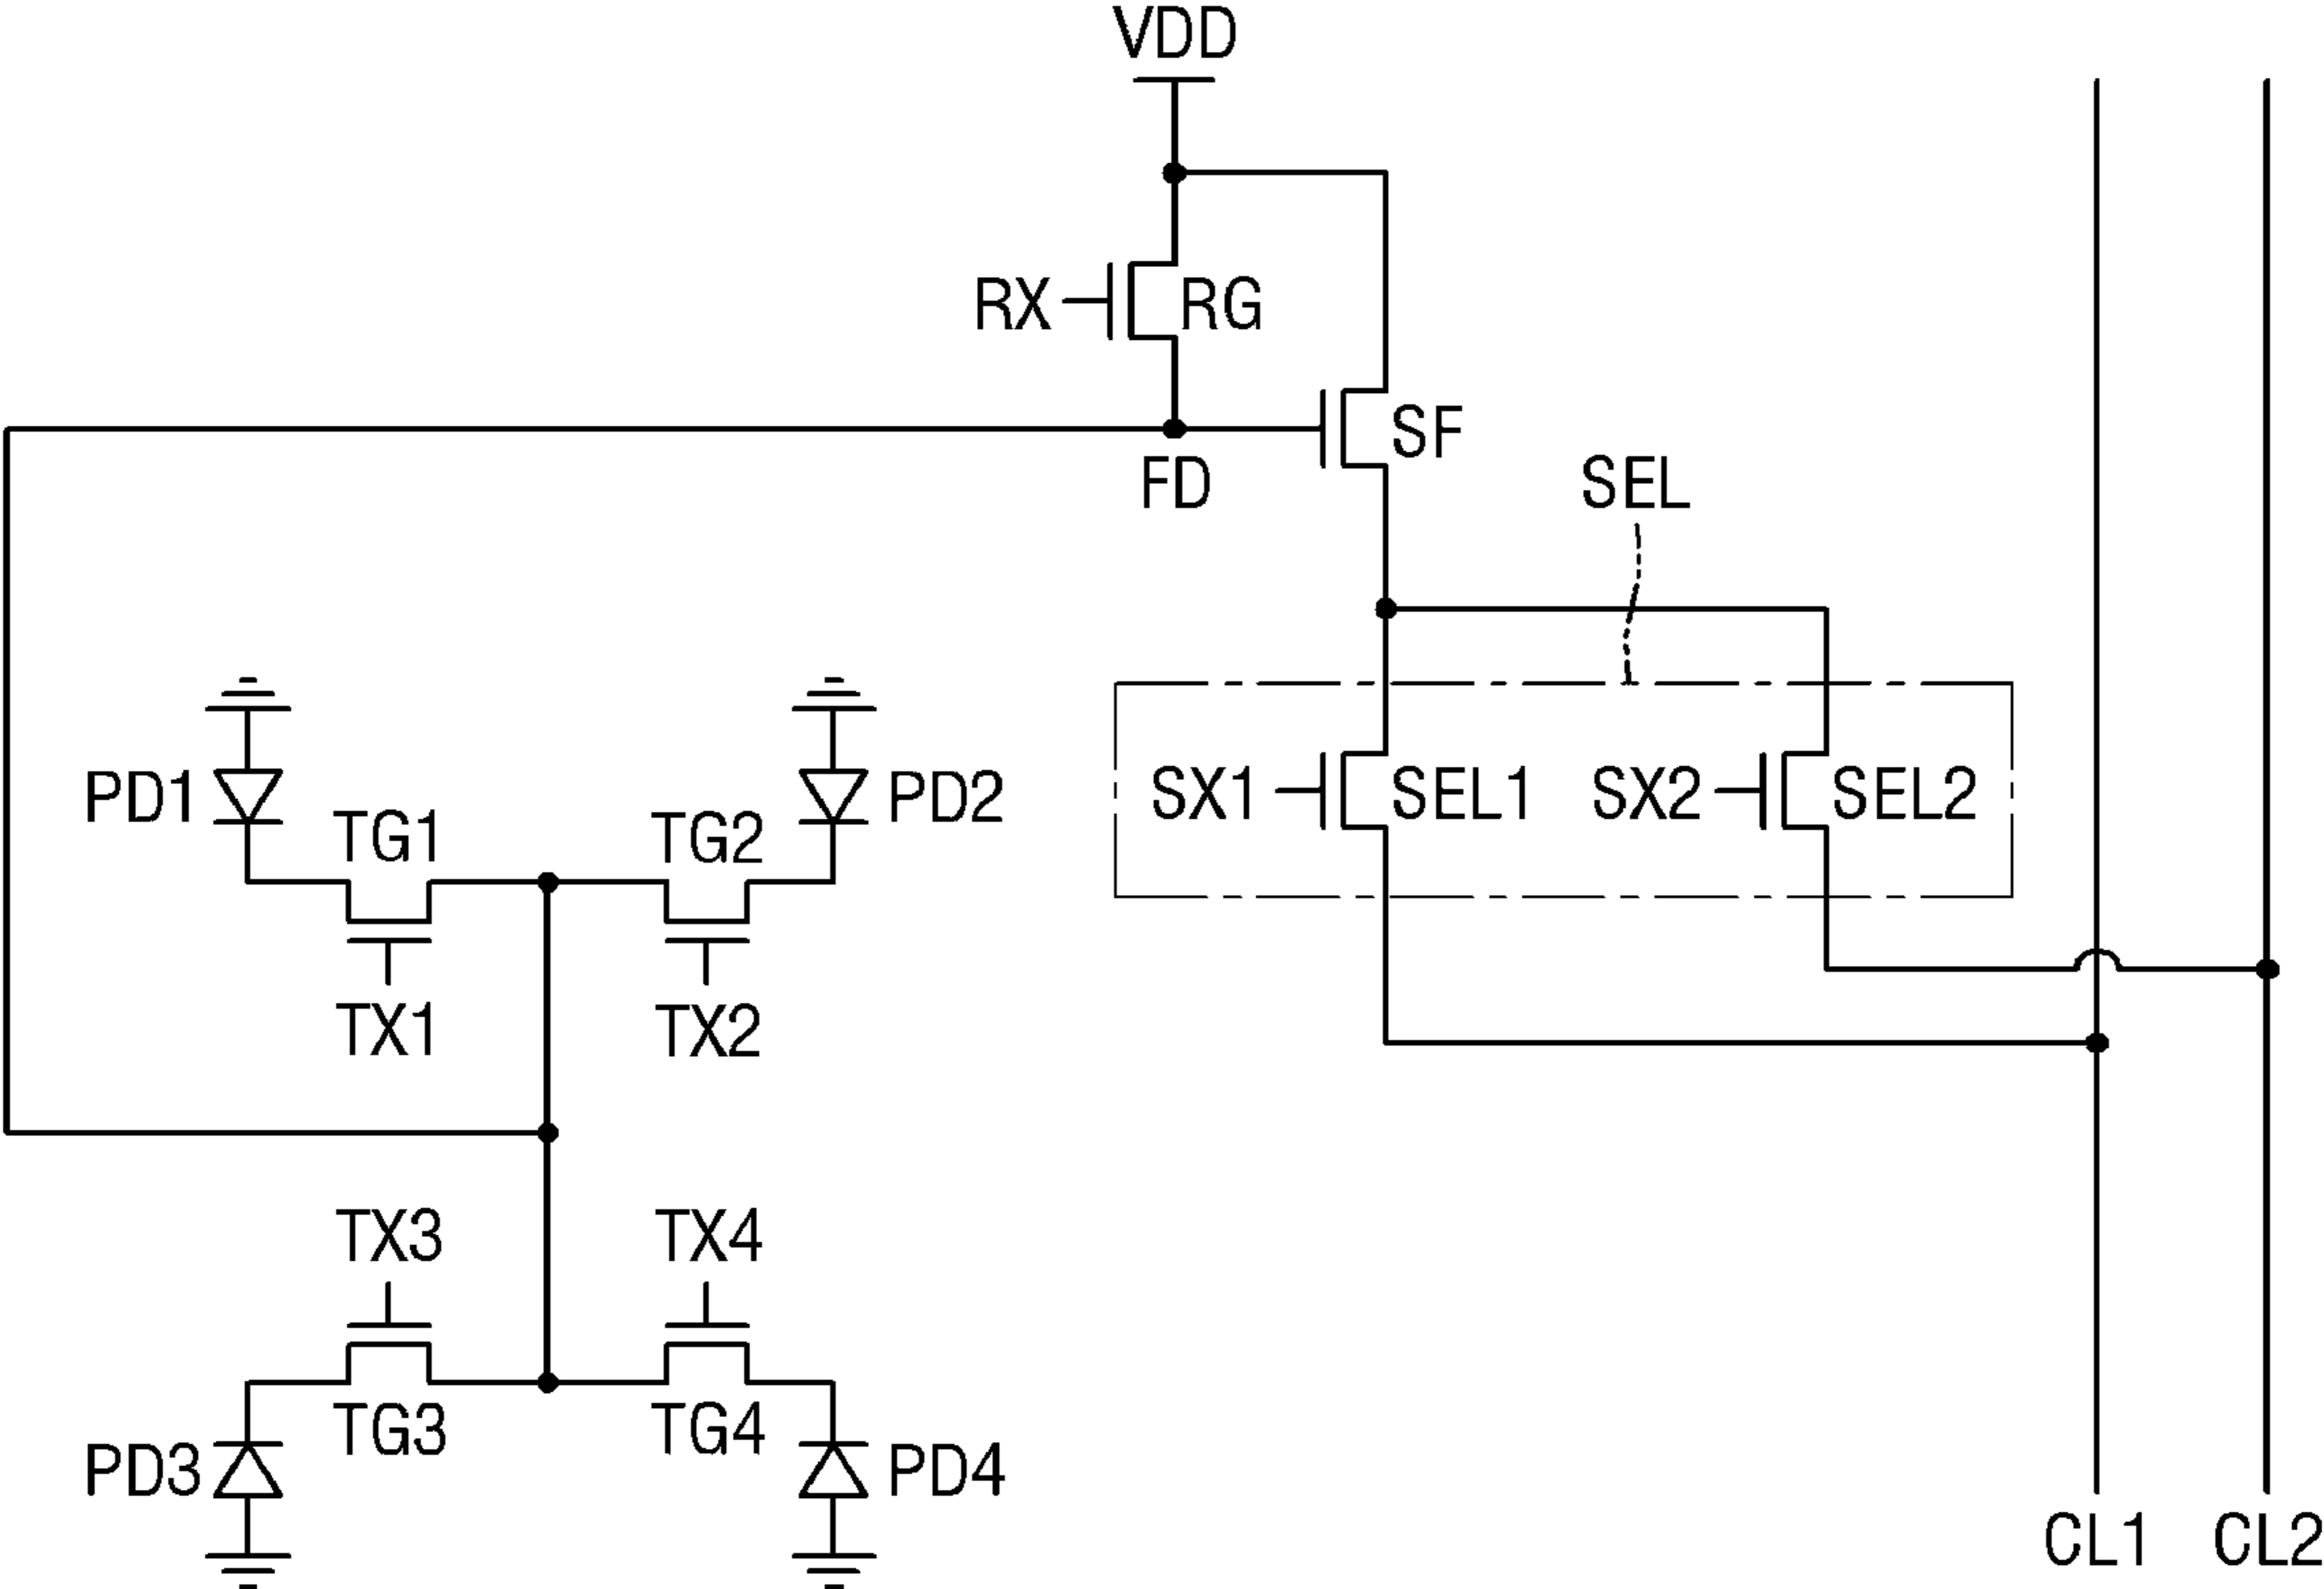 VDD
RX
RG
SF
FD
SEL
PD1
TG1
TG2
PD2
SX1
SEL1
SX2
SEL2
TX1
TX2
TX3
TX4
PD3
TG3
TG4
PD4
CL1
CL2